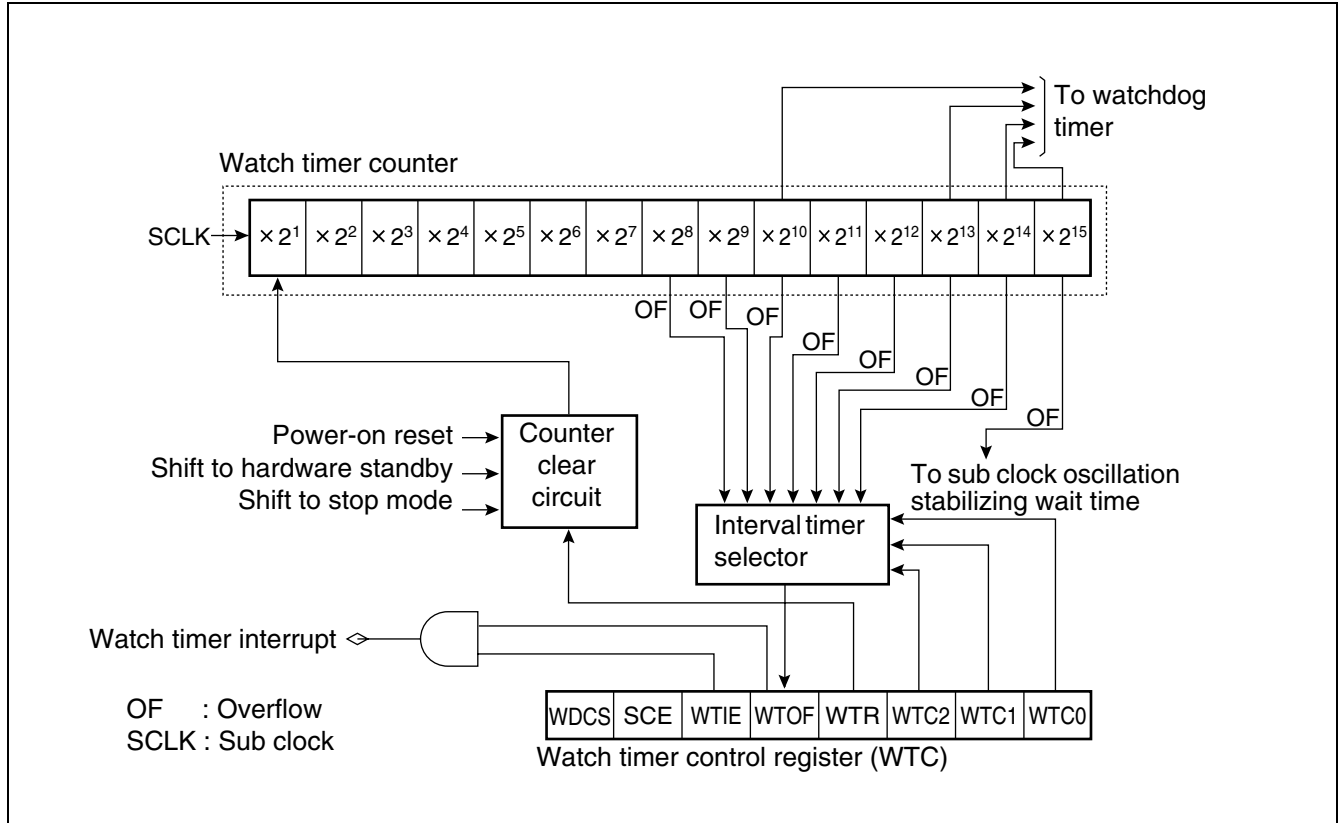 To watchdog
timer
Watch timer counter
SCLK
× 2¹ × 2² × 2³ × 2⁴ × 2⁵ × 2⁶ × 2⁷ × 2⁸ × 2⁹ × 2¹⁰ × 2¹¹ × 2¹² × 2¹³ × 2¹⁴ × 2¹⁵
OF OF OF
OF
OF
OF
OF
OF
Power-on reset
Shift to hardware standby
Shift to stop mode
Counter
clear
circuit
To sub clock oscillation
stabilizing wait time
Interval timer
selector
Watch timer interrupt
OF : Overflow
SCLK : Sub clock
WDCS SCE WTIE WTOF WTR WTC2 WTC1 WTC0
Watch timer control register (WTC)